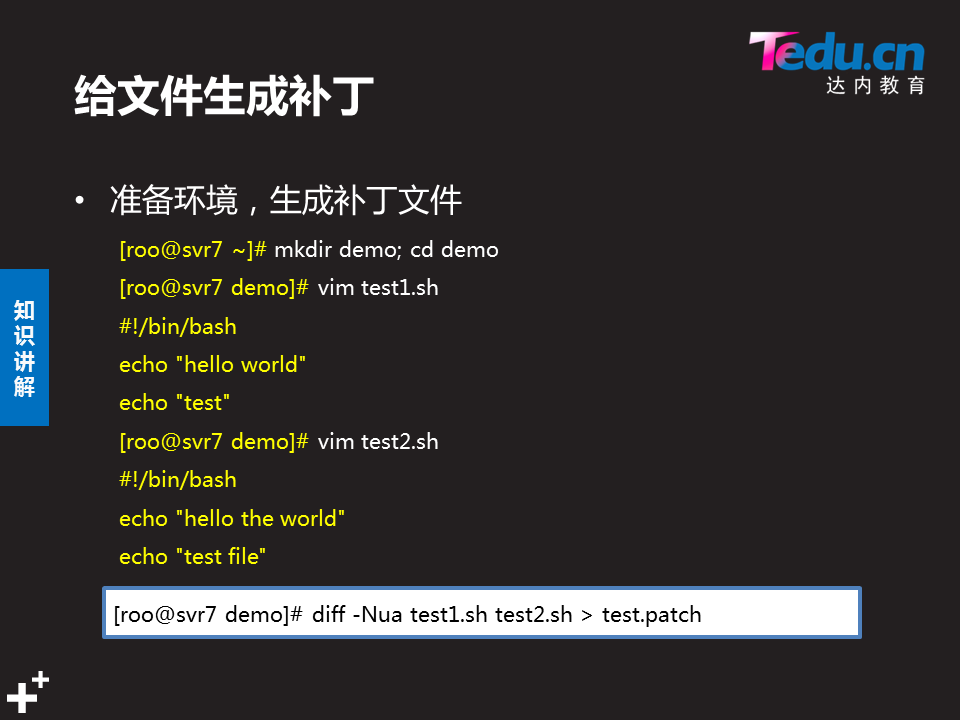 Tedu.cn
达内教育
给文件生成补丁
• 准备环境，生成补丁文件
[roo@svr7 ~]# mkdir demo; cd demo
[roo@svr7 demo]# vim test1.sh
#!/bin/bash
echo "hello world"
echo "test"
[roo@svr7 demo]# vim test2.sh
#!/bin/bash
echo "hello the world"
echo "test file"
[roo@svr7 demo]# diff -Nua test1.sh test2.sh > test.patch
知识讲解